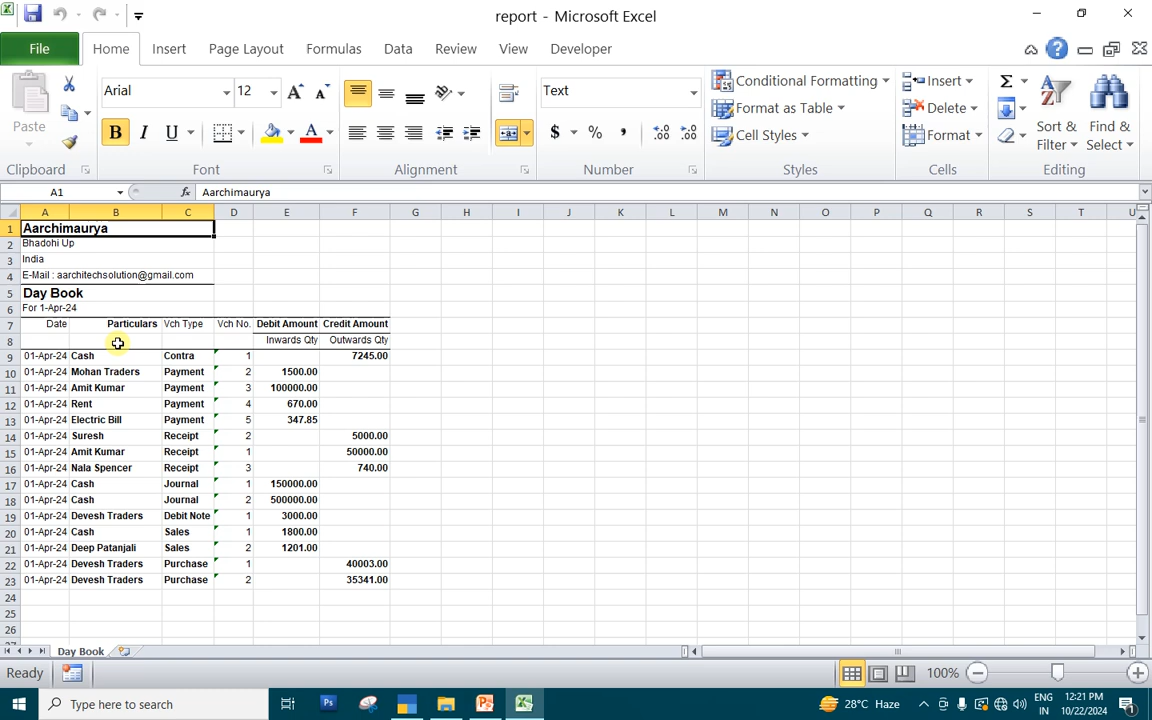 report - Microsoft Excel
File Home Insert Page Layout Formulas Data Review View Developer
Paste
Arial 12
Text
$ % ,
Conditional Formatting
Format as Table
Cell Styles
Insert
Delete
Format
Sort & Filter
Find & Select
Clipboard Font Alignment Number Styles Cells Editing
A1 fx Aarchimaurya
A B C D E F G H I J K L M N O P Q R S T U
1 Aarchimaurya
2 Bhadohi Up
3 India
4 E-Mail : aarchitechsolution@gmail.com
5 Day Book
6 For 1-Apr-24
7 Date Particulars Vch Type Vch No. Debit Amount Credit Amount
8 Inwards Qty Outwards Qty
9 01-Apr-24 Cash Contra 1 7245.00
10 01-Apr-24 Mohan Traders Payment 2 1500.00
11 01-Apr-24 Amit Kumar Payment 3 100000.00
12 01-Apr-24 Rent Payment 4 670.00
13 01-Apr-24 Electric Bill Payment 5 347.85
14 01-Apr-24 Suresh Receipt 2 5000.00
15 01-Apr-24 Amit Kumar Receipt 1 50000.00
16 01-Apr-24 Nala Spencer Receipt 3 740.00
17 01-Apr-24 Cash Journal 1 150000.00
18 01-Apr-24 Cash Journal 2 500000.00
19 01-Apr-24 Devesh Traders Debit Note 1 3000.00
20 01-Apr-24 Cash Sales 1 1800.00
21 01-Apr-24 Deep Patanjali Sales 2 1201.00
22 01-Apr-24 Devesh Traders Purchase 1 40003.00
23 01-Apr-24 Devesh Traders Purchase 2 35341.00
24
25
26
Day Book
Ready 100%
Type here to search 28°C Haze ENG IN 12:21 PM 10/22/2024